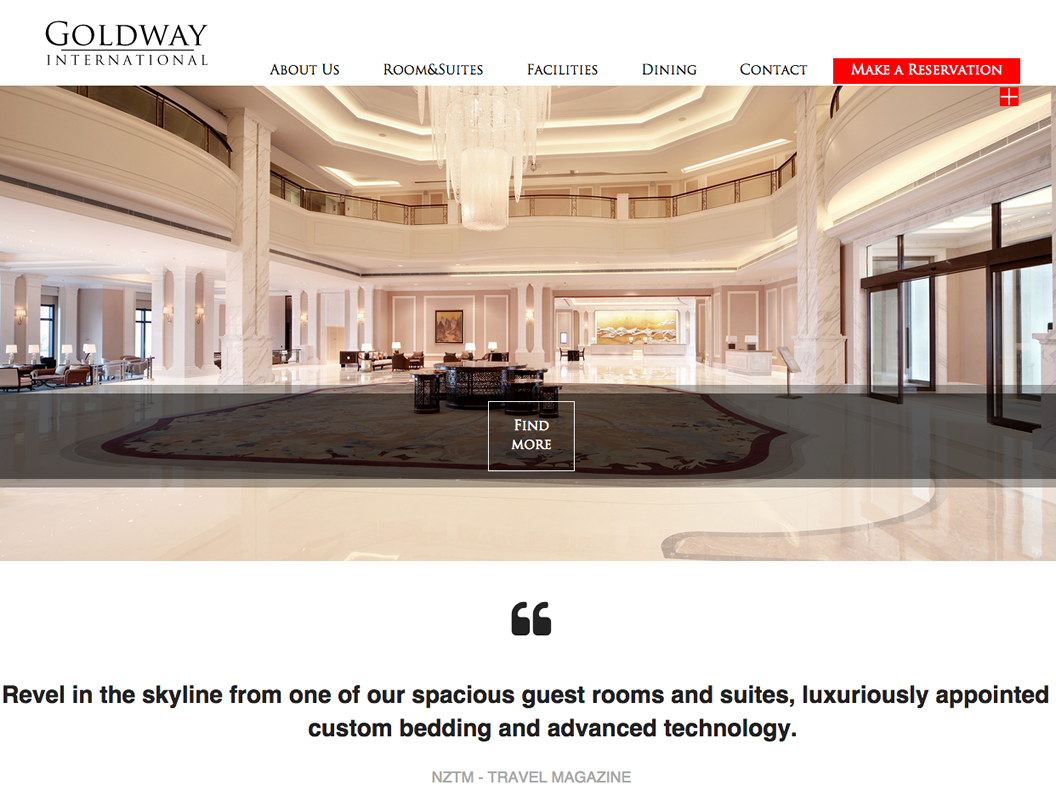 GOLDWAY
INTERNATIONAL
ABOUT US ROOM&SUITES FACILITIES DINING CONTACT MAKE A RESERVATION
FIND
MORE
Revel in the skyline from one of our spacious guest rooms and suites, luxuriously appointed
custom bedding and advanced technology.
NZTM - TRAVEL MAGAZINE